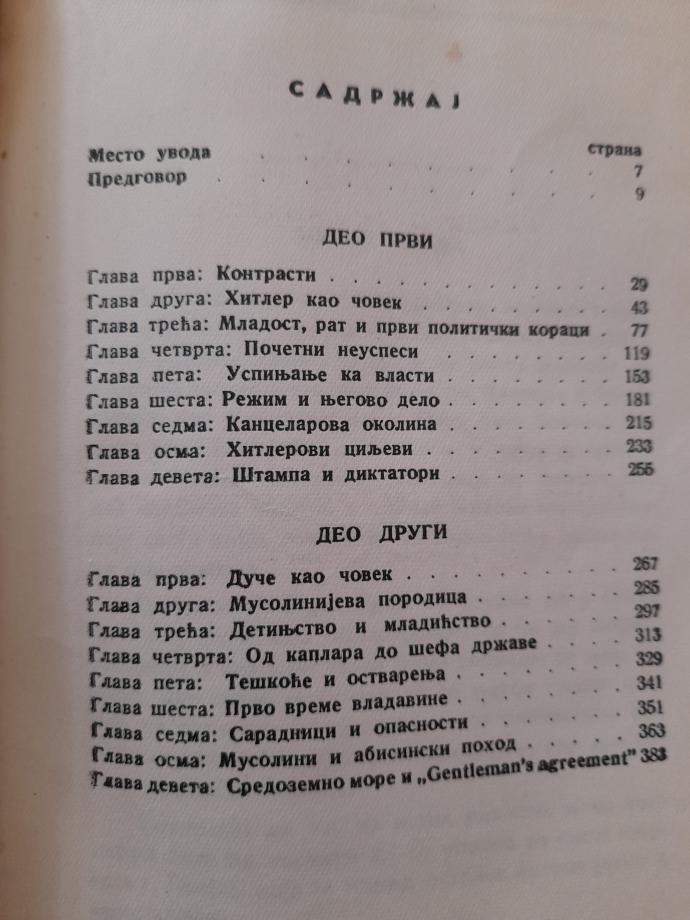 САДРЖАЈ
страна
Место увода . . . . . . . 7
Предговор . . . . . . . . 9
ДЕО ПРВИ
Глава прва: Контрасти . . . . . . . . . . . . . 29
Глава друга: Хитлер као човек . . . . . . . . . 43
Глава трећа: Младост, рат и први политички кораци . 77
Глава четврта: Почетни неуспеси . . . . . . . . 119
Глава пета: Успињање ка власти . . . . . . . . 153
Глава шеста: Режим и његово дело . . . . . . . . 181
Глава седма: Канцеларова околина . . . . . . . . 215
Глава осма: Хитлерови циљеви . . . . . . . . . 233
Глава девета: Штампа и диктатори . . . . . . . . 255
ДЕО ДРУГИ
Глава прва: Дуче као човек . . . . . . . . . . 267
Глава друга: Мусолинијева породица . . . . . . . 285
Глава трећа: Детињство и младићство . . . . . . 297
Глава четврта: Од каплара до шефа државе . . . . 313
Глава пета: Тешкоће и остварења . . . . . . . . 329
Глава шеста: Прво време владавине . . . . . . . 341
Глава седма: Сарадници и опасности . . . . . . . 351
Глава осма: Мусолини и абисински поход . . . . . 363
Глава девета: Средоземно море и „Gentleman's agreement” 383